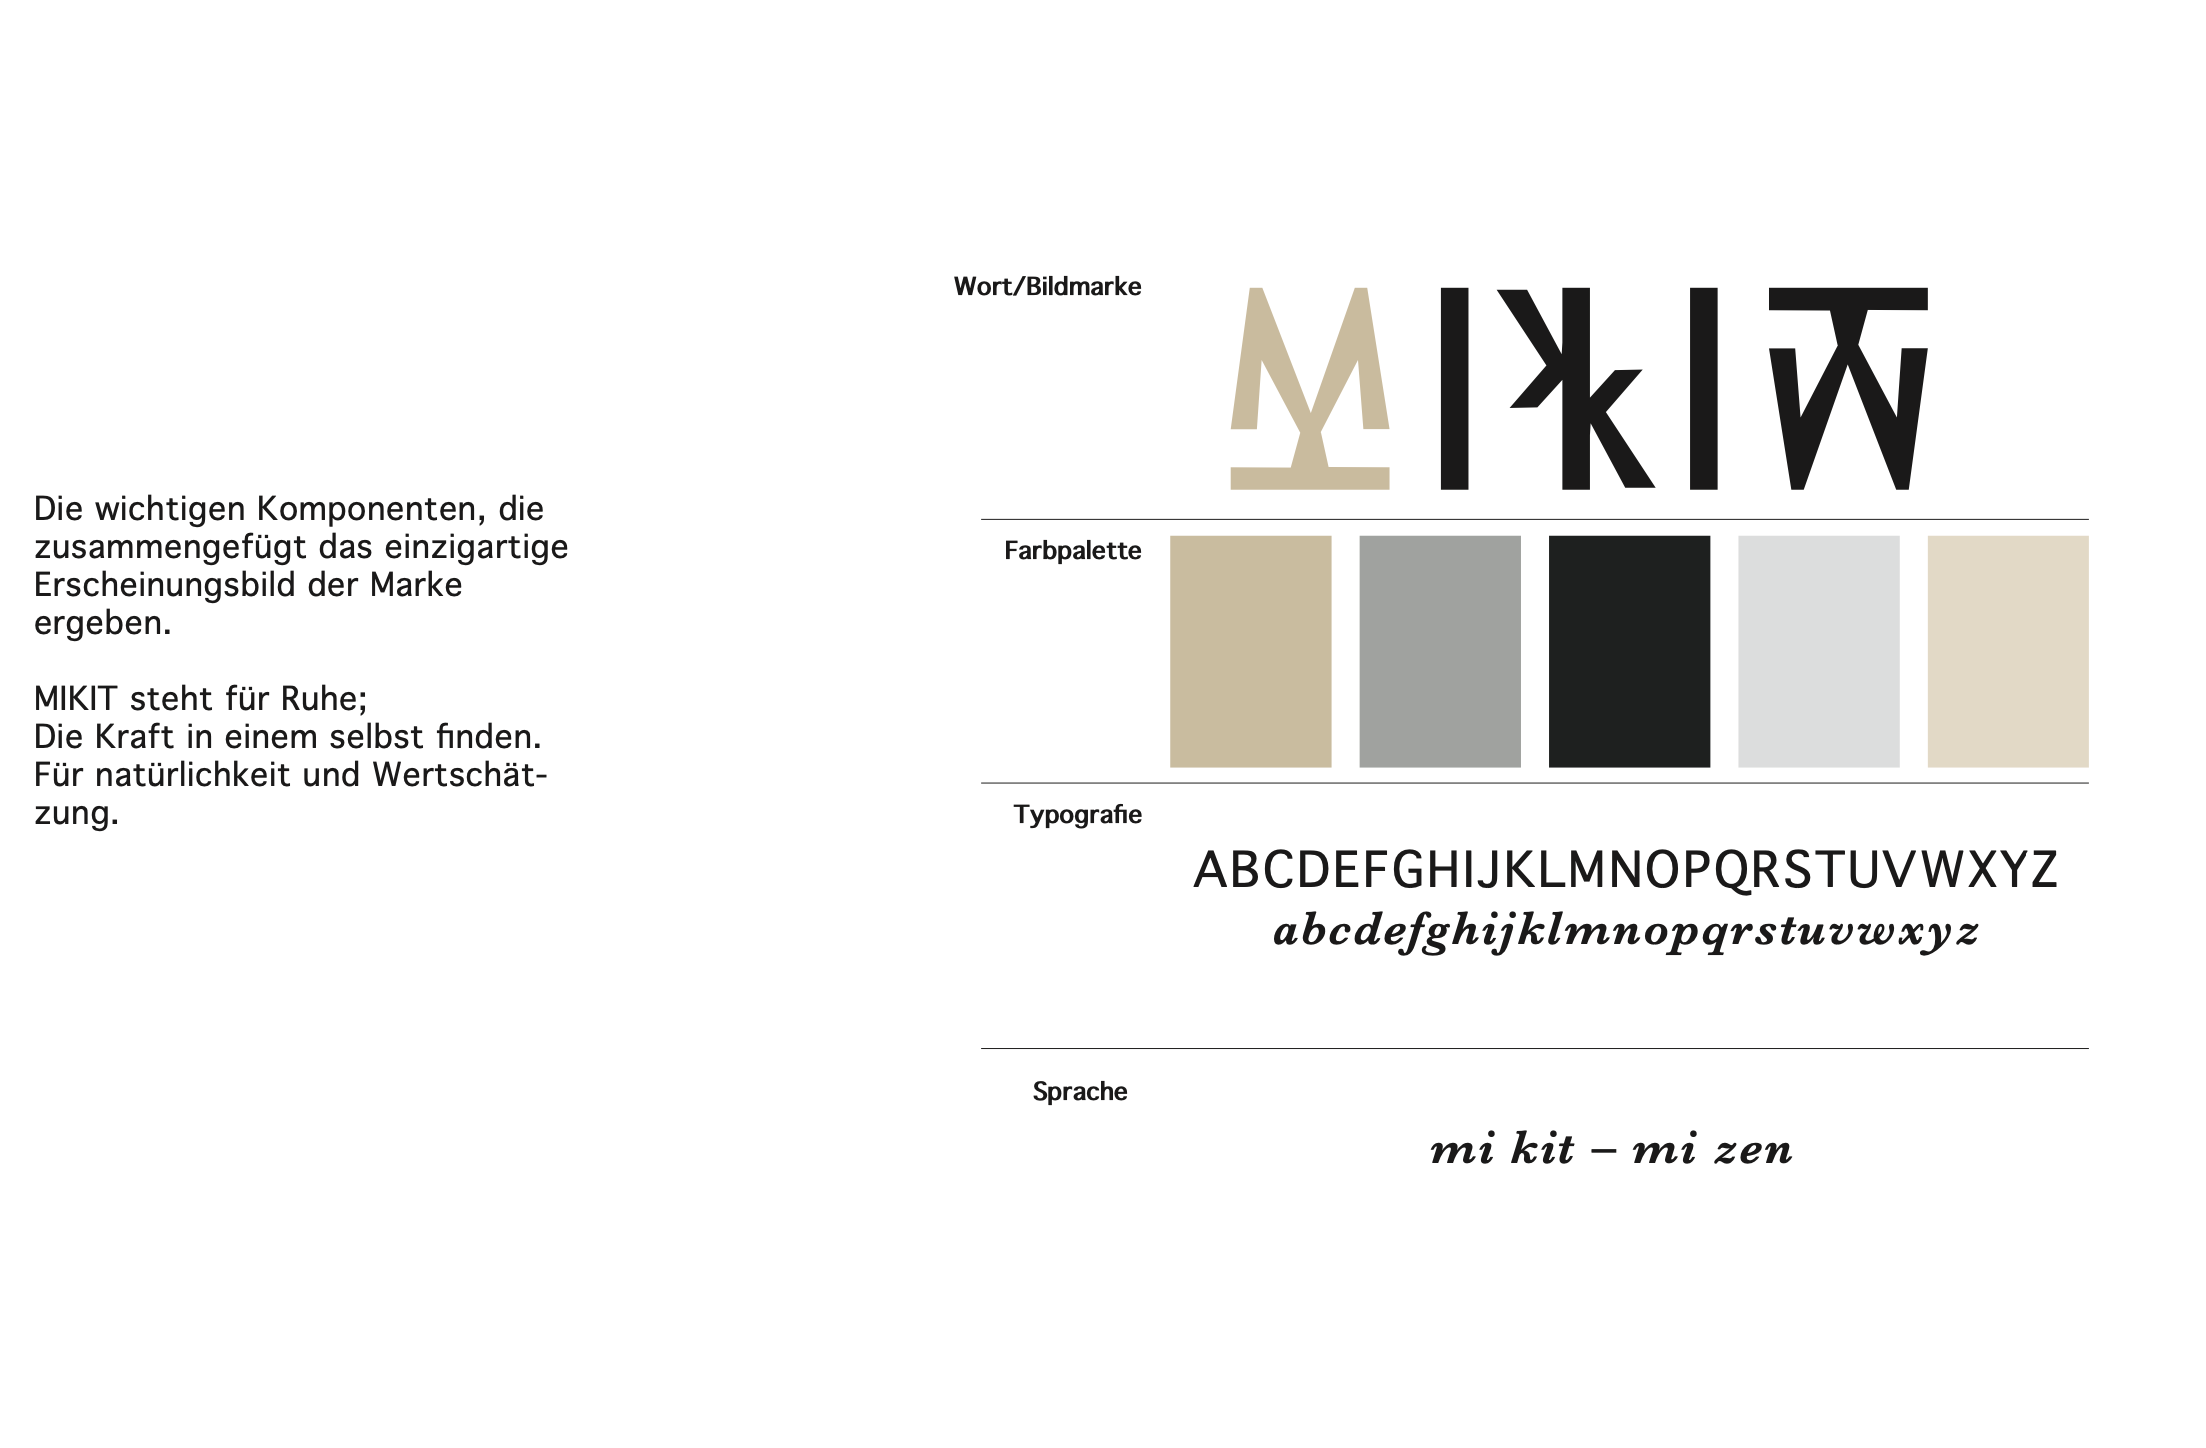 Die wichtigen Komponenten, die
zusammengefügt das einzigartige
Erscheinungsbild der Marke
ergeben.
MIKIT steht für Ruhe;
Die Kraft in einem selbst finden.
Für natürlichkeit und Wertschät-
zung.
Wort/Bildmarke
MIKIT
Farbpalette
Typografie
ABCDEFGHIJKLMNOPQRSTUVWXYZ
abcdefghijklmnopqrstuvwxyz
Sprache
mi kit – mi zen